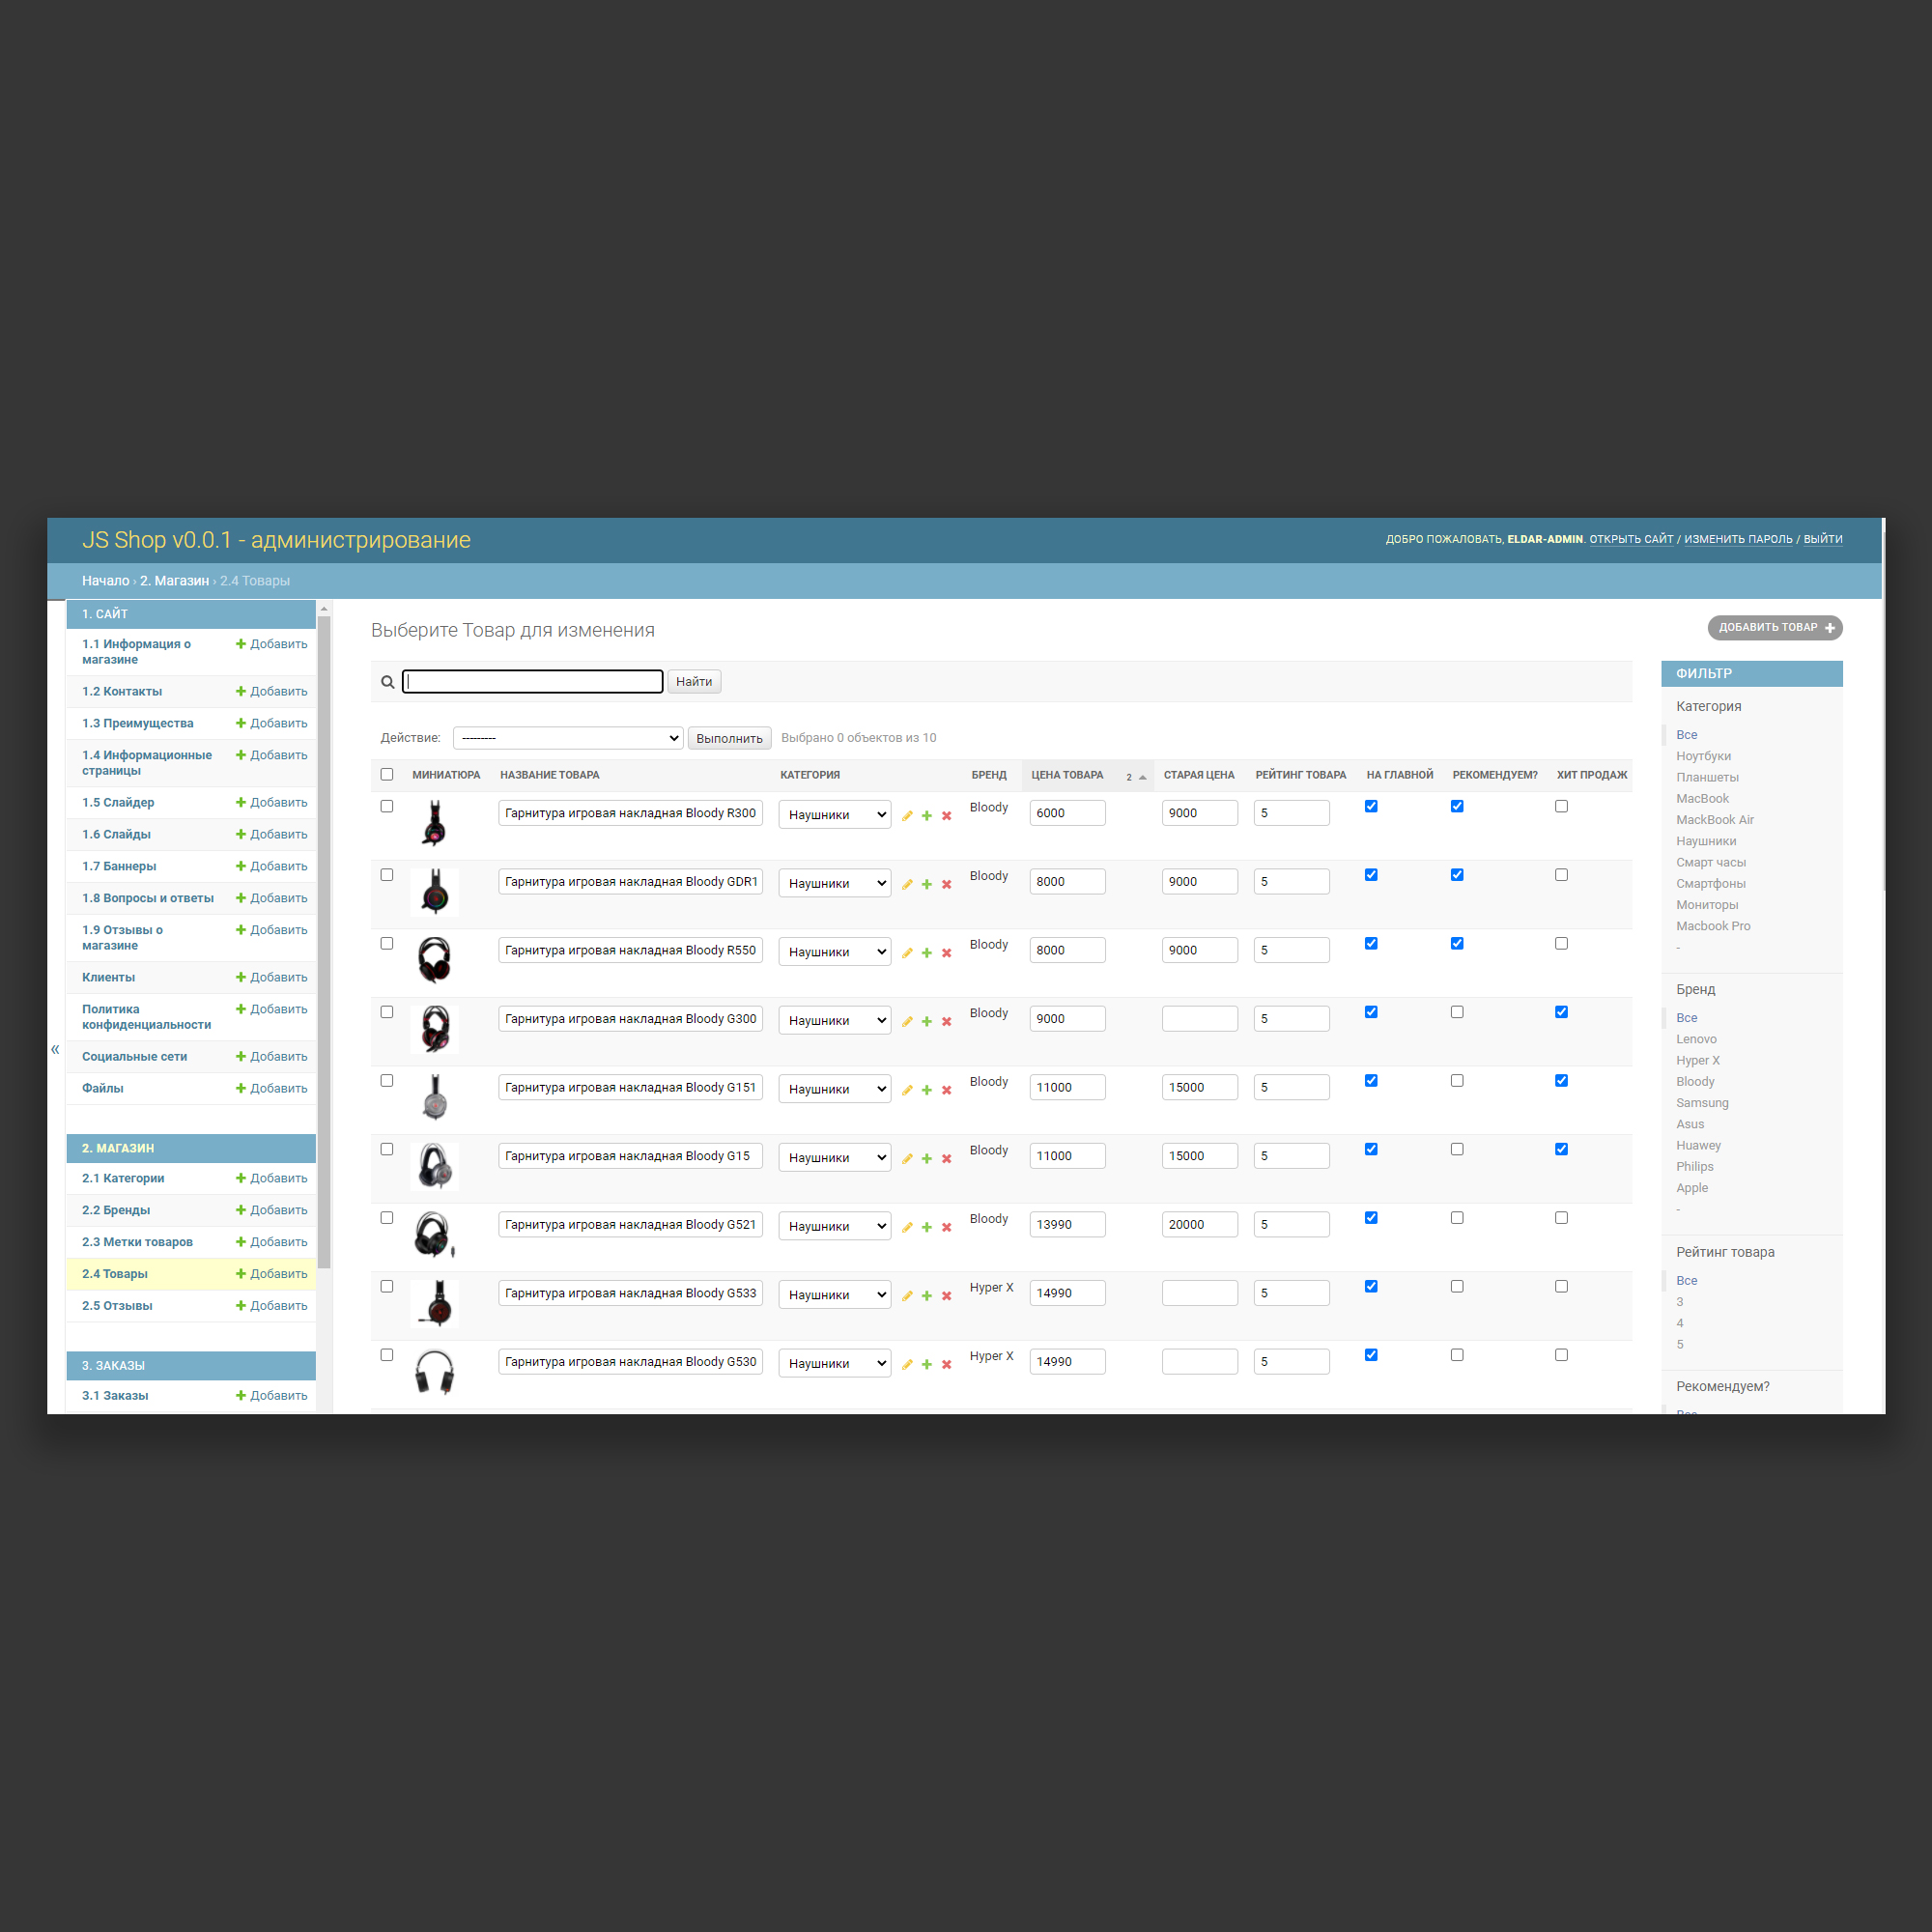 JS Shop v0.0.1 - администрирование
ДОБРО ПОЖАЛОВАТЬ, ELDAR-ADMIN. ОТКРЫТЬ САЙТ / ИЗМЕНИТЬ ПАРОЛЬ / ВЫЙТИ
Начало › 2. Магазин › 2.4 Товары
«
1. САЙТ
1.1 Информация о магазине Добавить
1.2 Контакты Добавить
1.3 Преимущества Добавить
1.4 Информационные страницы Добавить
1.5 Слайдер Добавить
1.6 Слайды Добавить
1.7 Баннеры Добавить
1.8 Вопросы и ответы Добавить
1.9 Отзывы о магазине Добавить
Клиенты Добавить
Политика конфиденциальности Добавить
Социальные сети Добавить
Файлы Добавить
2. МАГАЗИН
2.1 Категории Добавить
2.2 Бренды Добавить
2.3 Метки товаров Добавить
2.4 Товары Добавить
2.5 Отзывы Добавить
3. ЗАКАЗЫ
3.1 Заказы Добавить
Выберите Товар для изменения
ДОБАВИТЬ ТОВАР
Найти
Действие: --------- Выполнить Выбрано 0 объектов из 10
МИНИАТЮРА НАЗВАНИЕ ТОВАРА КАТЕГОРИЯ БРЕНД ЦЕНА ТОВАРА 2 СТАРАЯ ЦЕНА РЕЙТИНГ ТОВАРА НА ГЛАВНОЙ РЕКОМЕНДУЕМ? ХИТ ПРОДАЖ
Гарнитура игровая накладная Bloody R300 Наушники Bloody 6000 9000 5
Гарнитура игровая накладная Bloody GDR1 Наушники Bloody 8000 9000 5
Гарнитура игровая накладная Bloody R550 Наушники Bloody 8000 9000 5
Гарнитура игровая накладная Bloody G300 Наушники Bloody 9000 5
Гарнитура игровая накладная Bloody G151 Наушники Bloody 11000 15000 5
Гарнитура игровая накладная Bloody G15 Наушники Bloody 11000 15000 5
Гарнитура игровая накладная Bloody G521 Наушники Bloody 13990 20000 5
Гарнитура игровая накладная Bloody G533 Наушники Hyper X 14990 5
Гарнитура игровая накладная Bloody G530 Наушники Hyper X 14990 5
ФИЛЬТР
Категория
Все
Ноутбуки
Планшеты
MacBook
MackBook Air
Наушники
Смарт часы
Смартфоны
Мониторы
Macbook Pro
-
Бренд
Все
Lenovo
Hyper X
Bloody
Samsung
Asus
Huawey
Philips
Apple
-
Рейтинг товара
Все
3
4
5
Рекомендуем?